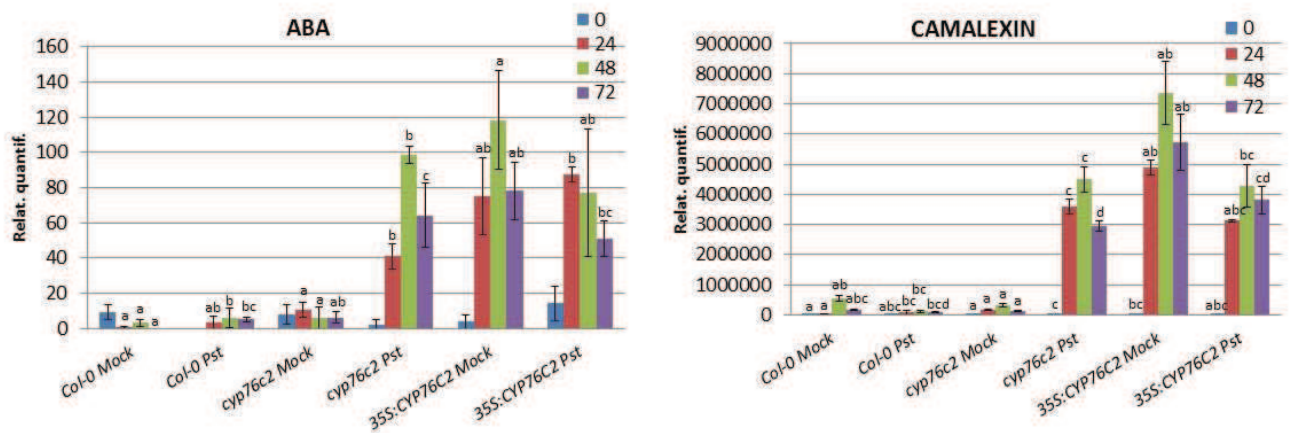 ABA
0
24
48
72
160
140
120
100
80
60
40
20
0
Relat. quantif.
a
a
a
ab
b
bc
a
a
ab
b
b
c
ab
a
ab
b
ab
bc
Col-0 Mock
Col-0 Pst
cyp76c2 Mock
cyp76c2 Pst
35S:CYP76C2 Mock
35S:CYP76C2 Pst
CAMALEXIN
0
24
48
72
9000000
8000000
7000000
6000000
5000000
4000000
3000000
2000000
1000000
0
Relat. quantif.
a
a
ab
abc
abc
bc
bc
bcd
a
a
a
a
c
c
c
d
bc
ab
ab
ab
abc
abc
bc
cd
Col-0 Mock
Col-0 Pst
cyp76c2 Mock
cyp76c2 Pst
35S:CYP76C2 Mock
35S:CYP76C2 Pst